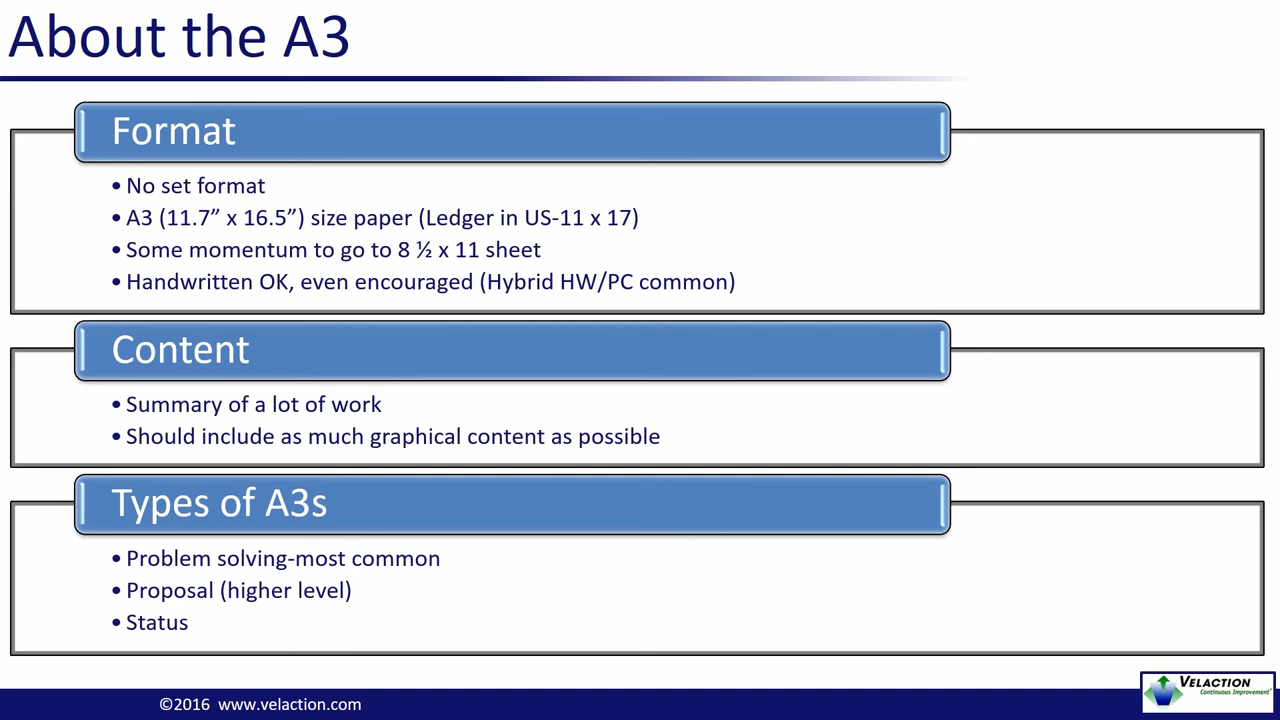 About the A3
Format
• No set format
• A3 (11.7” x 16.5”) size paper (Ledger in US-11 x 17)
• Some momentum to go to 8 ½ x 11 sheet
• Handwritten OK, even encouraged (Hybrid HW/PC common)
Content
• Summary of a lot of work
• Should include as much graphical content as possible
Types of A3s
• Problem solving-most common
• Proposal (higher level)
• Status
©2016 www.velaction.com
VELACTION
Continuous Improvement